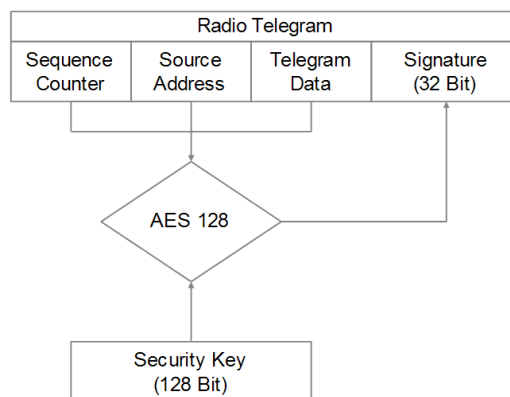 Radio Telegram
Sequence Counter
Source Address
Telegram Data
Signature (32 Bit)
AES 128
Security Key
(128 Bit)